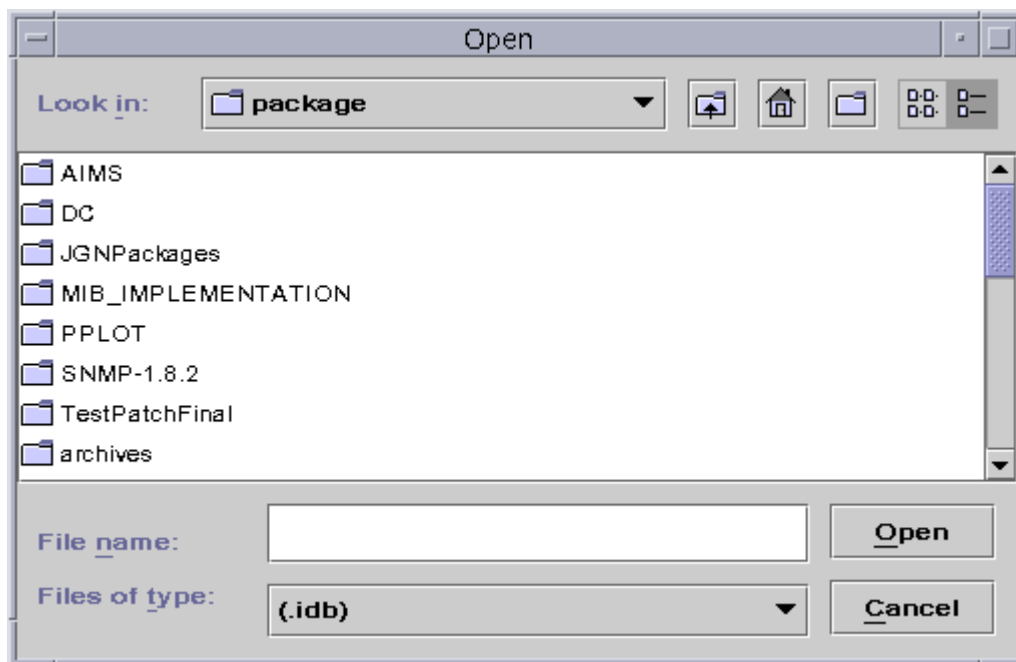 Open
Look in: package
AIMS
DC
JGNPackages
MIB_IMPLEMENTATION
PPLOT
SNMP-1.8.2
TestPatchFinal
archives
File name: Open
Files of type: (.idb) Cancel